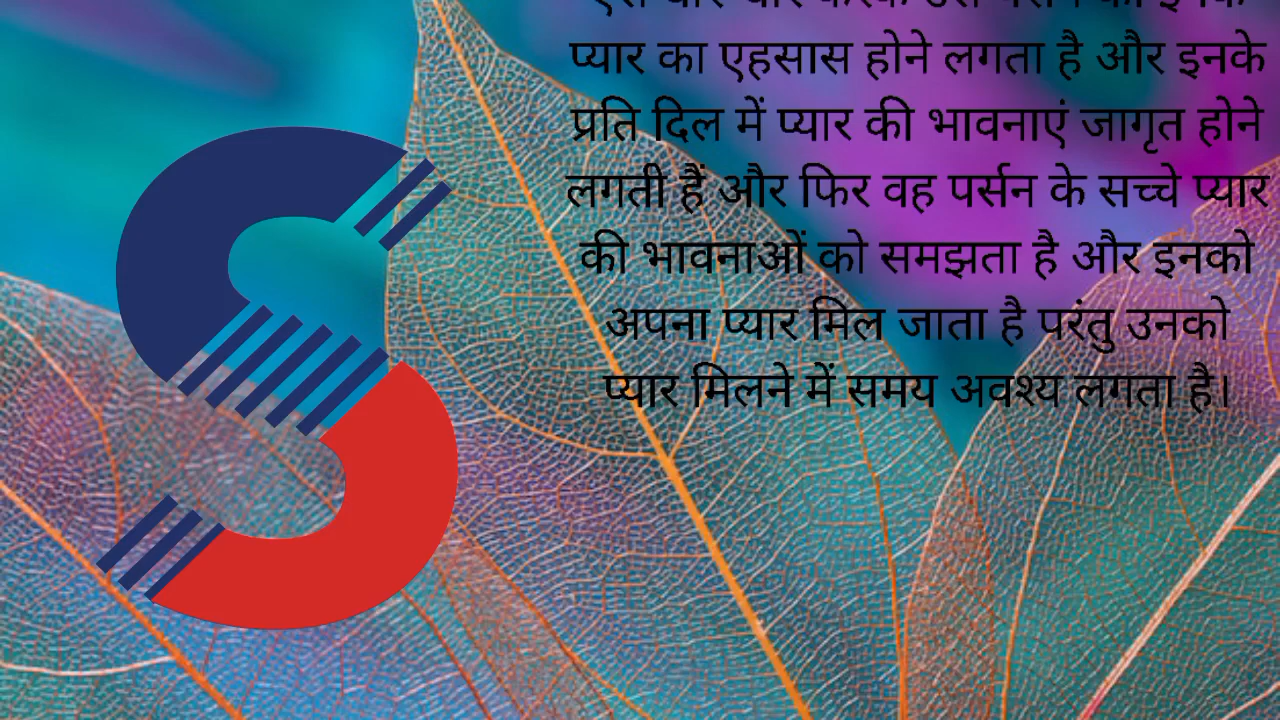 प्यार का एहसास होने लगता है और इनके
प्रति दिल में प्यार की भावनाएं जागृत होने
लगती हैं और फिर वह पर्सन के सच्चे प्यार
की भावनाओं को समझता है और इनको
अपना प्यार मिल जाता है परंतु उनको
प्यार मिलने में समय अवश्य लगता है।
S